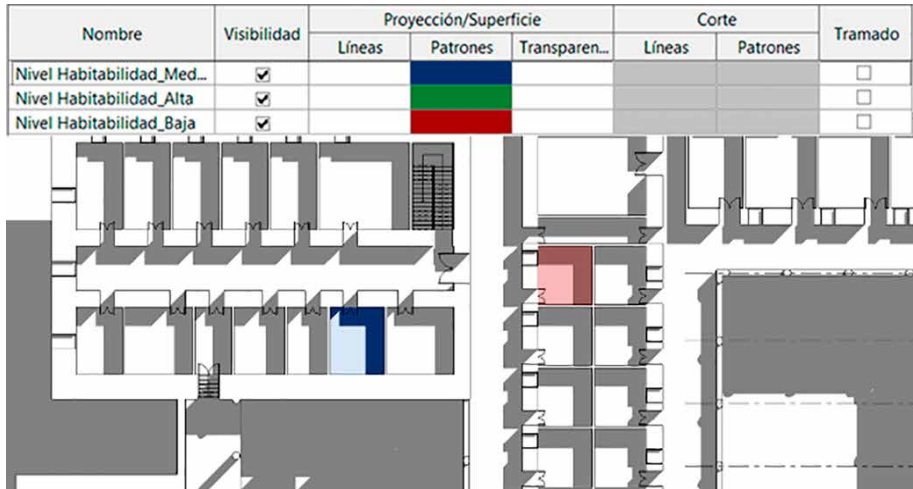 Nombre Visibilidad Proyección/Superficie Corte Tramado
Líneas Patrones Transparen... Líneas Patrones
Nivel Habitabilidad_Med...
Nivel Habitabilidad_Alta
Nivel Habitabilidad_Baja